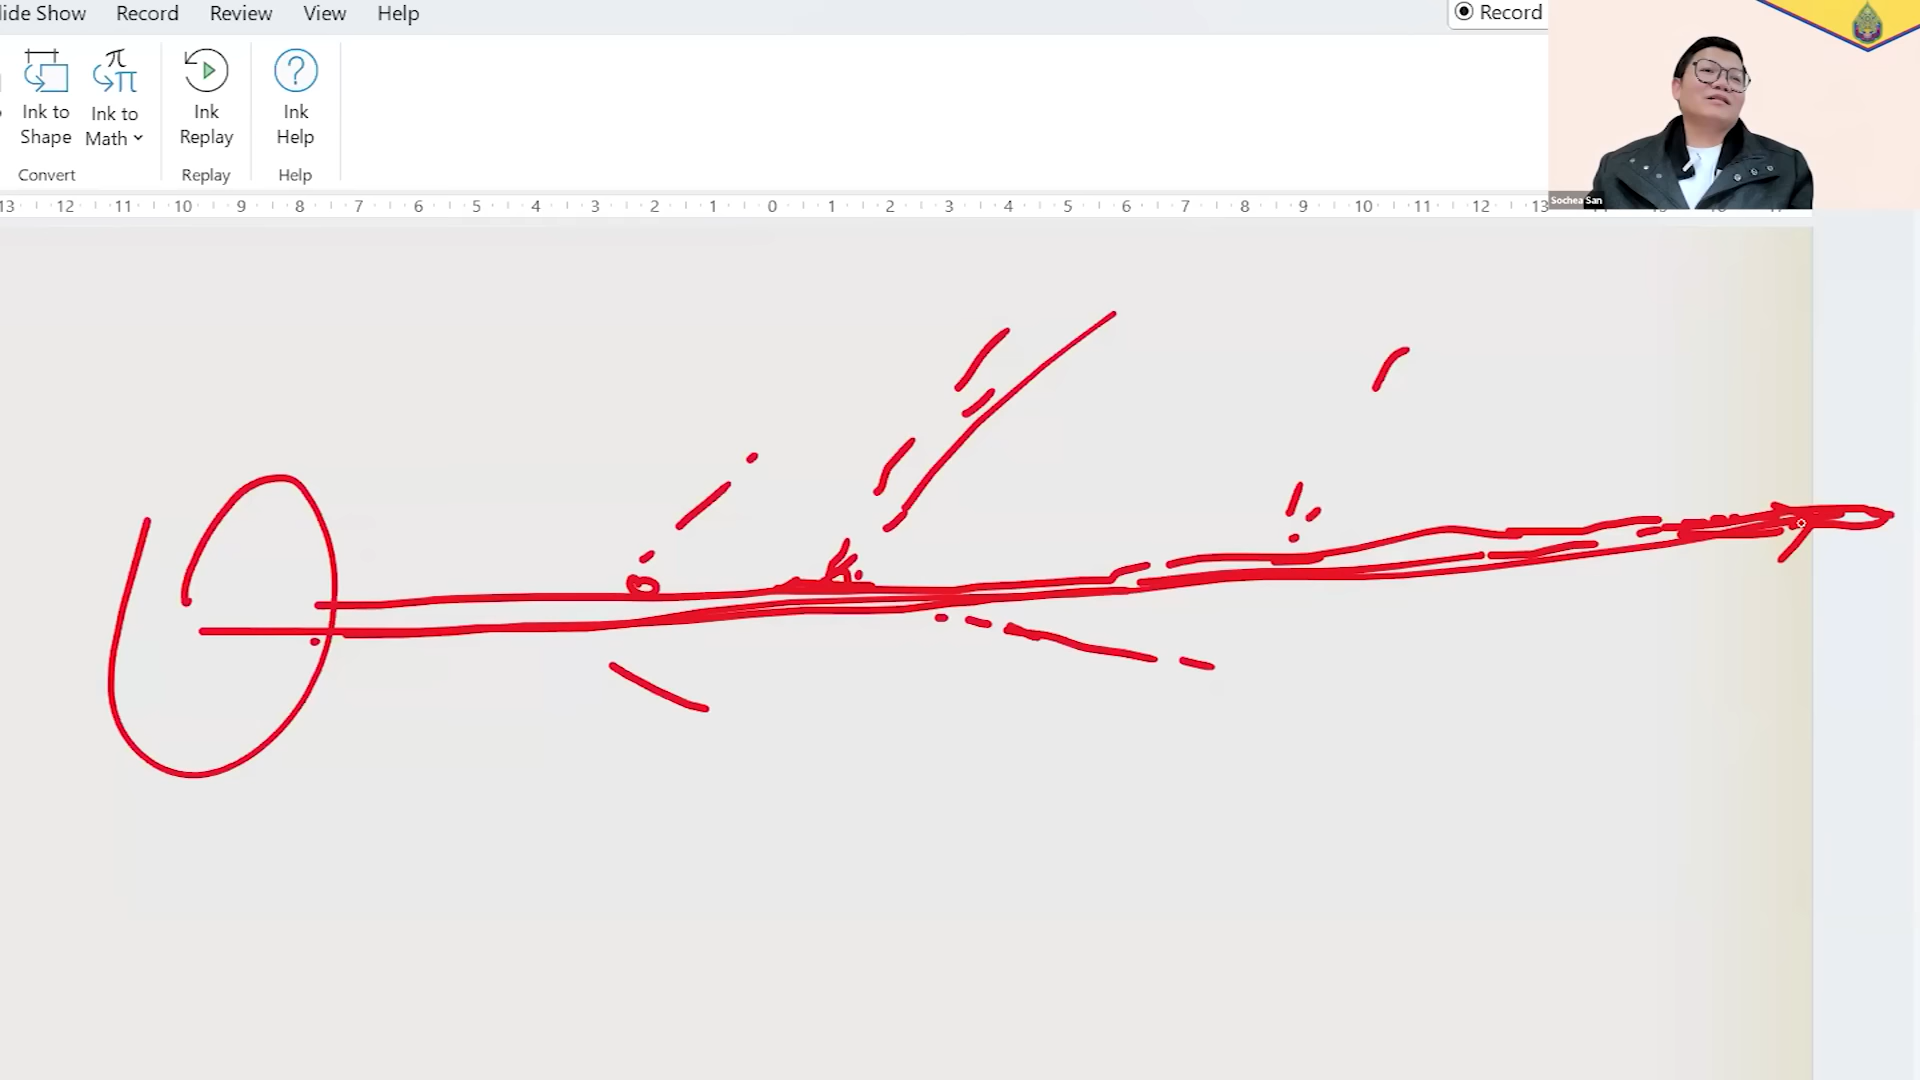 lide Show Record Review View Help
Record
Ink to Shape
Ink to Math
Ink Replay
Ink Help
Convert
Replay
Help
13 12 11 10 9 8 7 6 5 4 3 2 1 0 1 2 3 4 5 6 7 8 9 10 11 12 13
Sochea San